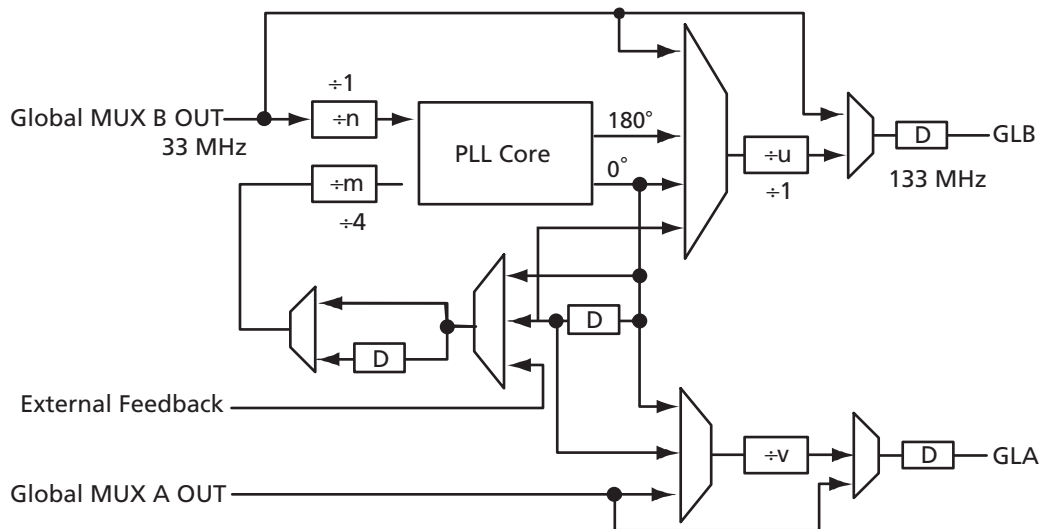 ÷1
Global MUX B OUT
÷n
33 MHz
PLL Core
180°
0°
÷m
÷4
÷u
÷1
D
GLB
133 MHz
D
D
External Feedback
÷v
D
GLA
Global MUX A OUT